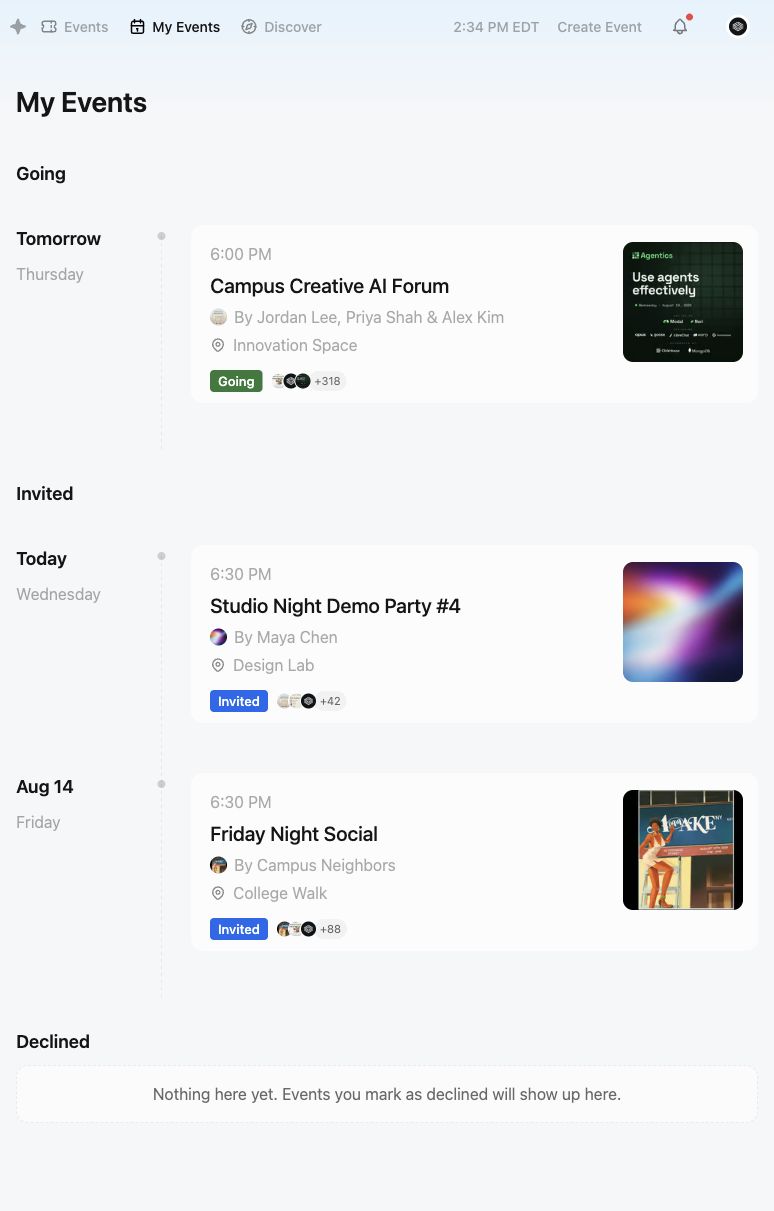 Events
My Events
Discover
2:34 PM EDT
Create Event
My Events
Going
Tomorrow
Thursday
6:00 PM
Campus Creative AI Forum
By Jordan Lee, Priya Shah & Alex Kim
Innovation Space
Going
+318
Agentics
Use agents
effectively
Modal
Invited
Today
Wednesday
6:30 PM
Studio Night Demo Party #4
By Maya Chen
Design Lab
Invited
+42
Aug 14
Friday
6:30 PM
Friday Night Social
By Campus Neighbors
College Walk
Invited
+88
Declined
Nothing here yet. Events you mark as declined will show up here.